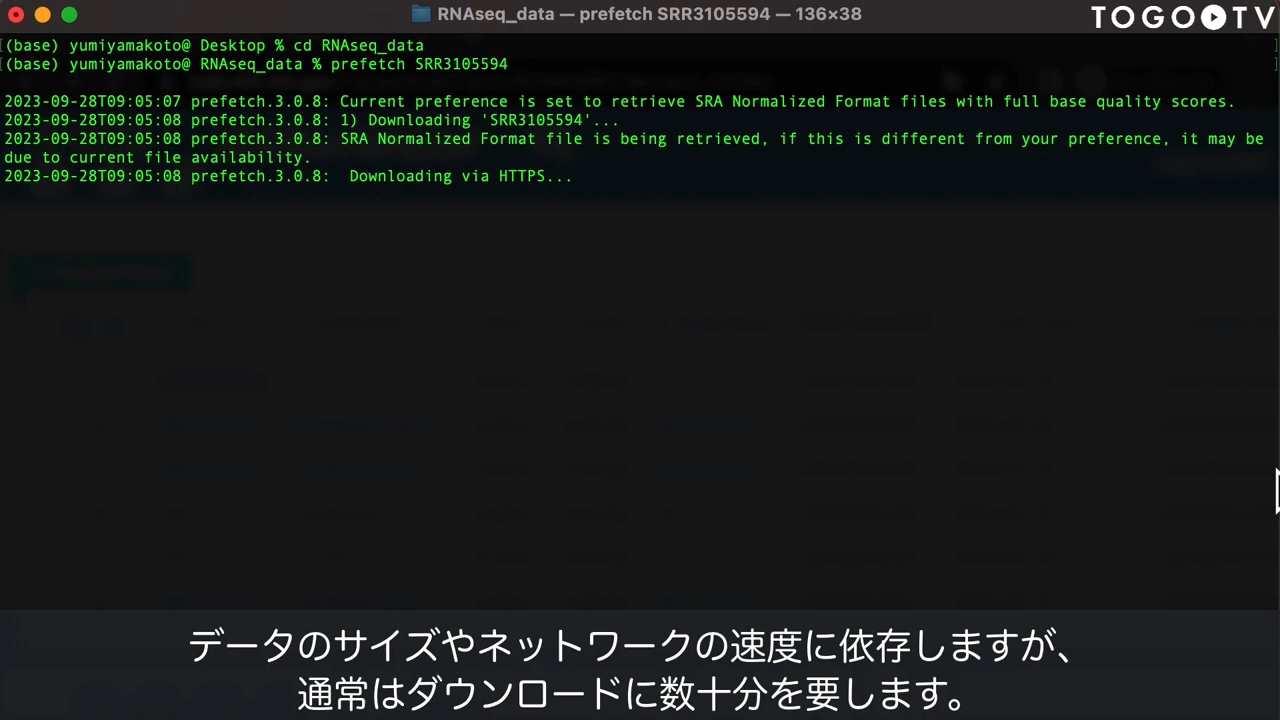 RNAseq_data — prefetch SRR3105594 — 136×38
TOGO TV
(base) yumiyamakoto@ Desktop % cd RNAseq_data
(base) yumiyamakoto@ RNAseq_data % prefetch SRR3105594
2023-09-28T09:05:07 prefetch.3.0.8: Current preference is set to retrieve SRA Normalized Format files with full base quality scores.
2023-09-28T09:05:08 prefetch.3.0.8: 1) Downloading 'SRR3105594'...
2023-09-28T09:05:08 prefetch.3.0.8: SRA Normalized Format file is being retrieved, if this is different from your preference, it may be
due to current file availability.
2023-09-28T09:05:08 prefetch.3.0.8:  Downloading via HTTPS...
データのサイズやネットワークの速度に依存しますが、
通常はダウンロードに数十分を要します。